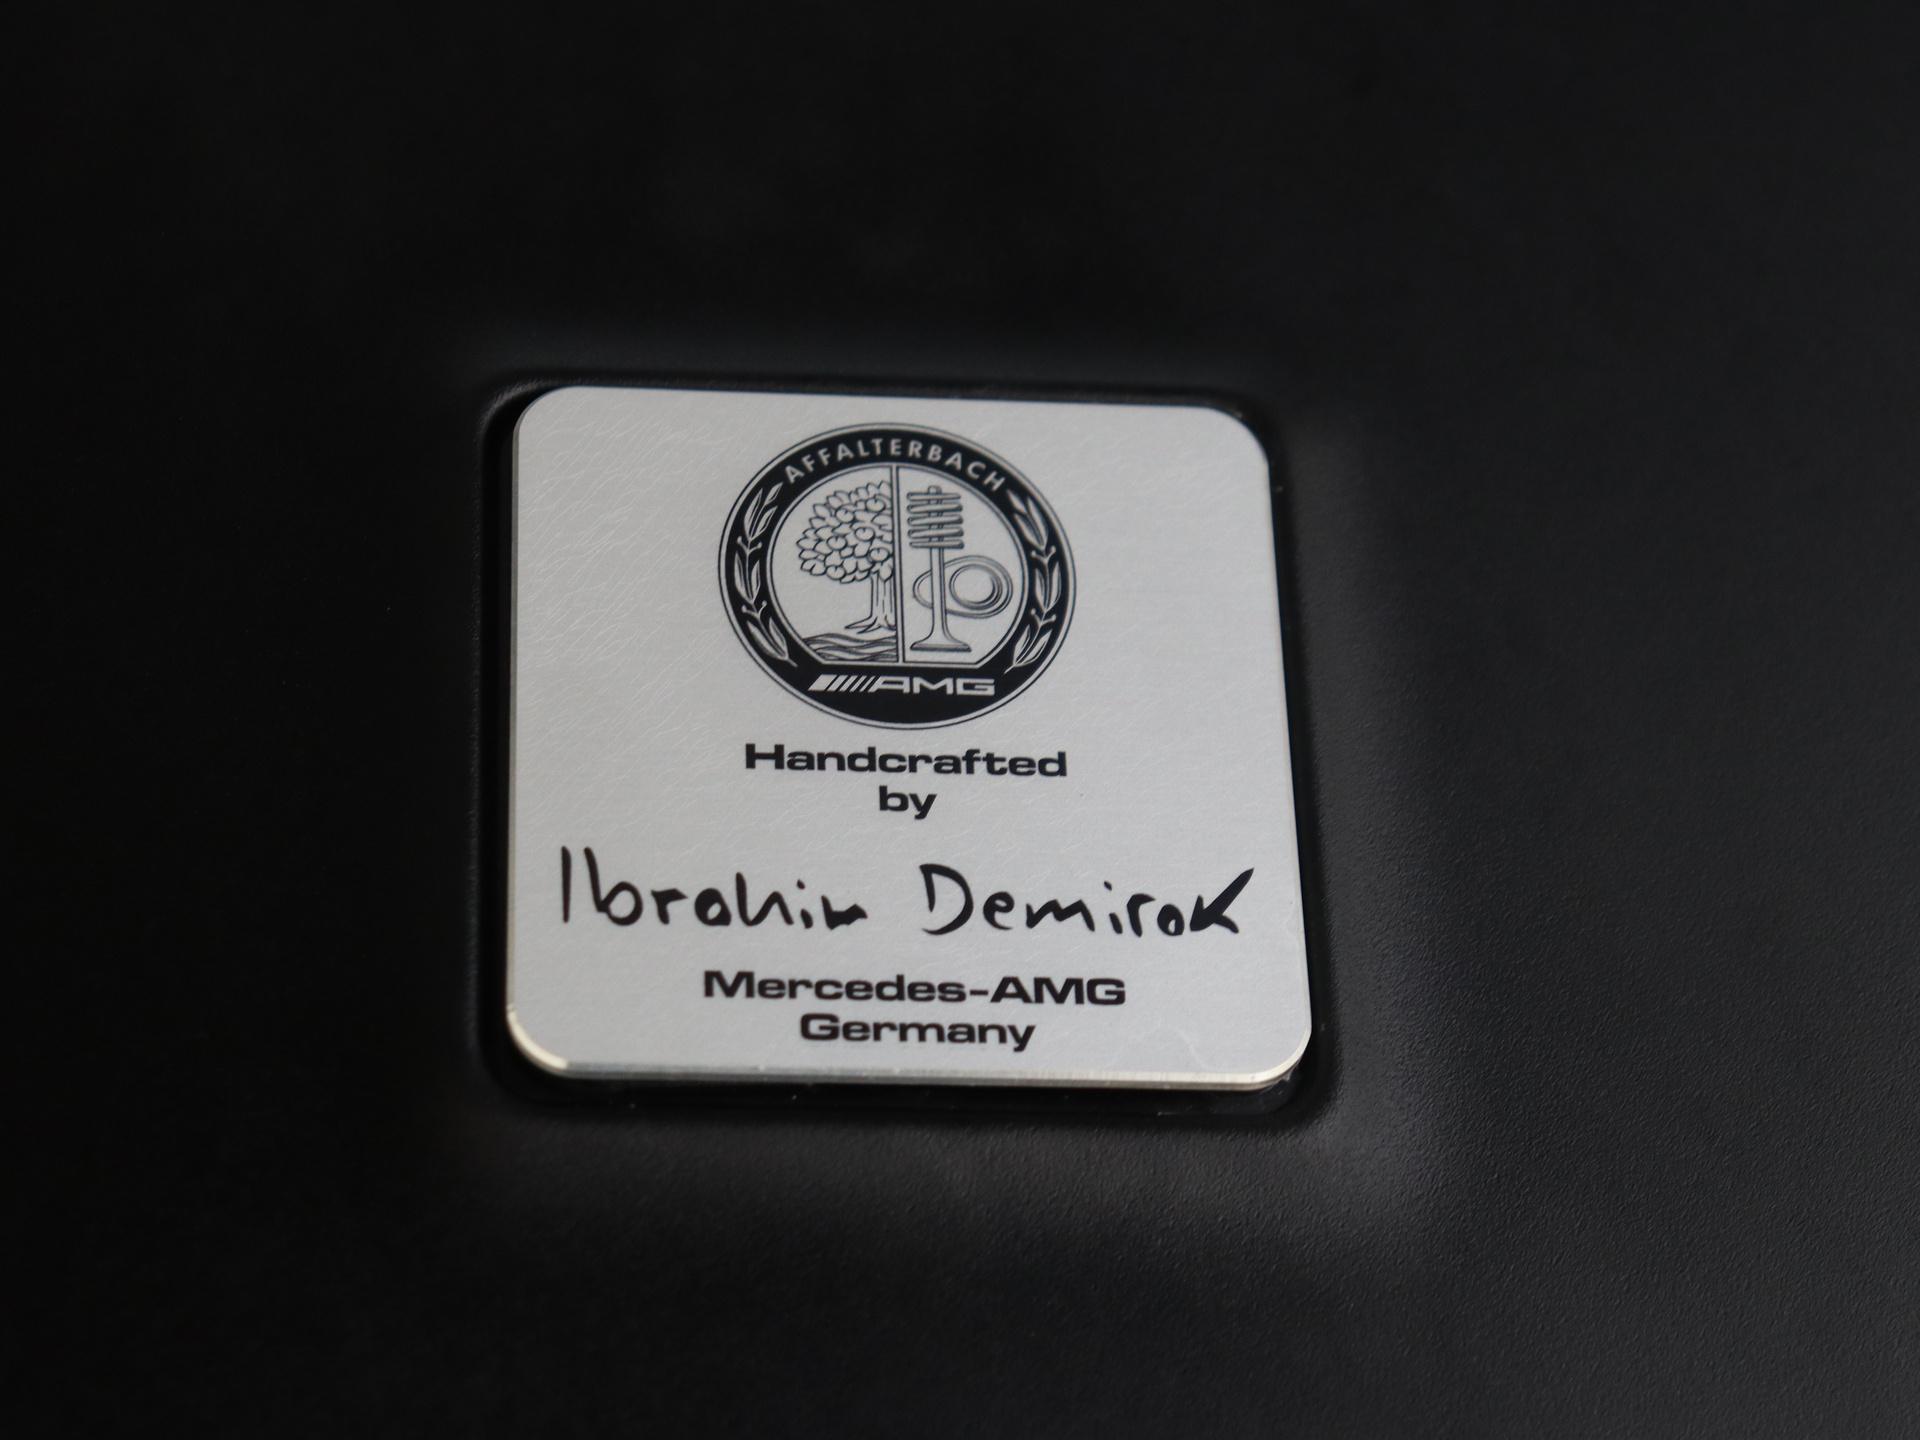 AFFALTERBACH
AMG
Handcrafted
by
Ibrahim Demirok
Mercedes-AMG
Germany